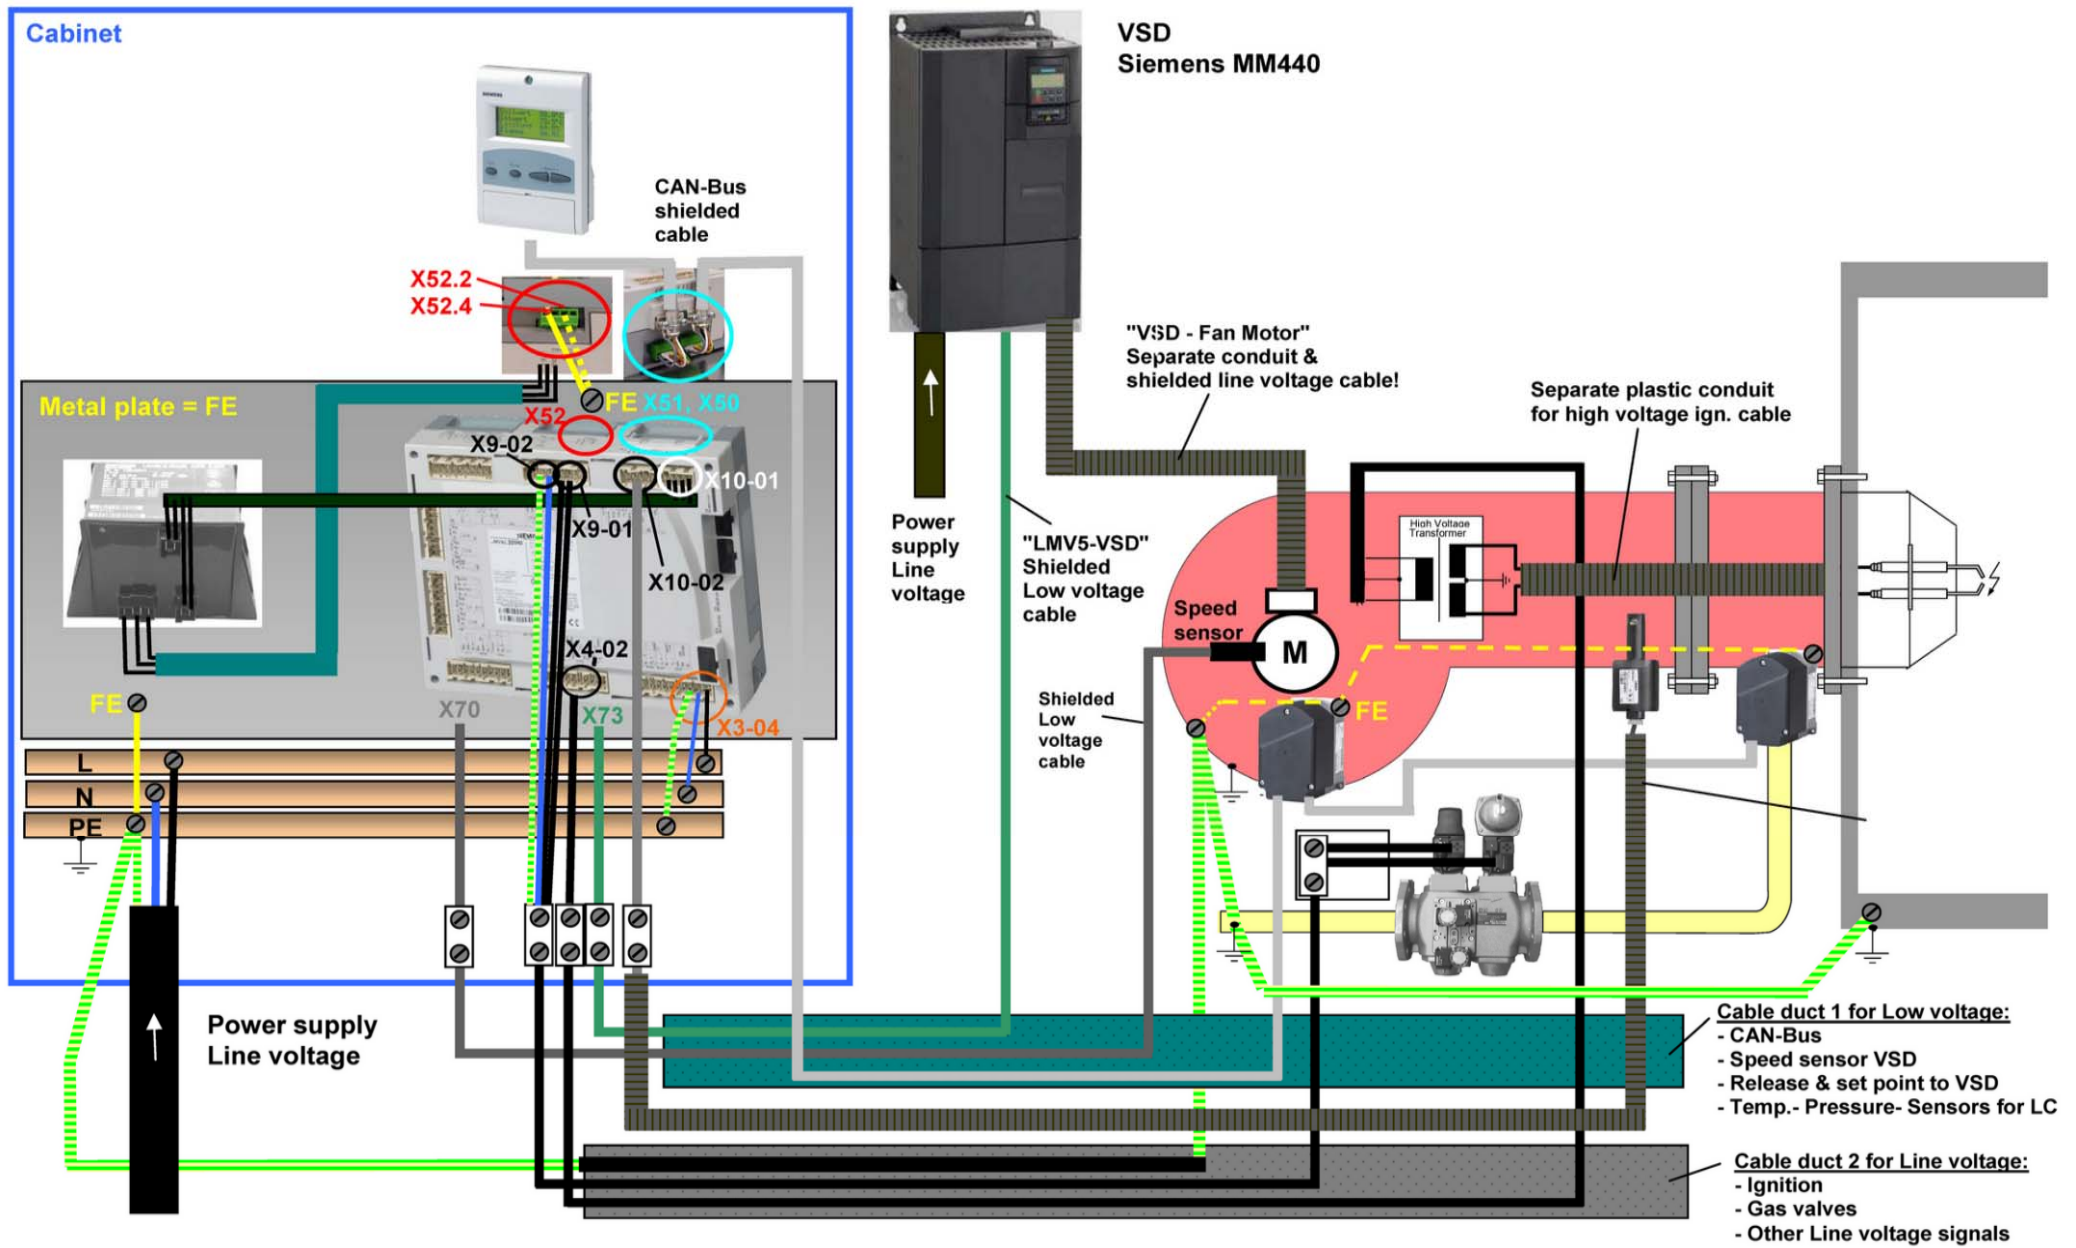 Cabinet
VSD
Siemens MM440
SIEMENS
CAN-Bus
shielded
cable
X52.2
X52.4
"VSD - Fan Motor"
Separate conduit &
shielded line voltage cable!
Separate plastic conduit
for high voltage ign. cable
Metal plate = FE
FE
X51, X50
X52
X9-02
X10-01
X9-01
X10-02
Power
supply
Line
voltage
"LMV5-VSD"
Shielded
Low voltage
cable
High Voltage
Transformer
Speed
sensor
M
X4-02
FE
X70
X73
X3-04
Shielded
Low
voltage
cable
FE
L
N
PE
Power supply
Line voltage
Cable duct 1 for Low voltage:
- CAN-Bus
- Speed sensor VSD
- Release & set point to VSD
- Temp.- Pressure- Sensors for LC
Cable duct 2 for Line voltage:
- Ignition
- Gas valves
- Other Line voltage signals